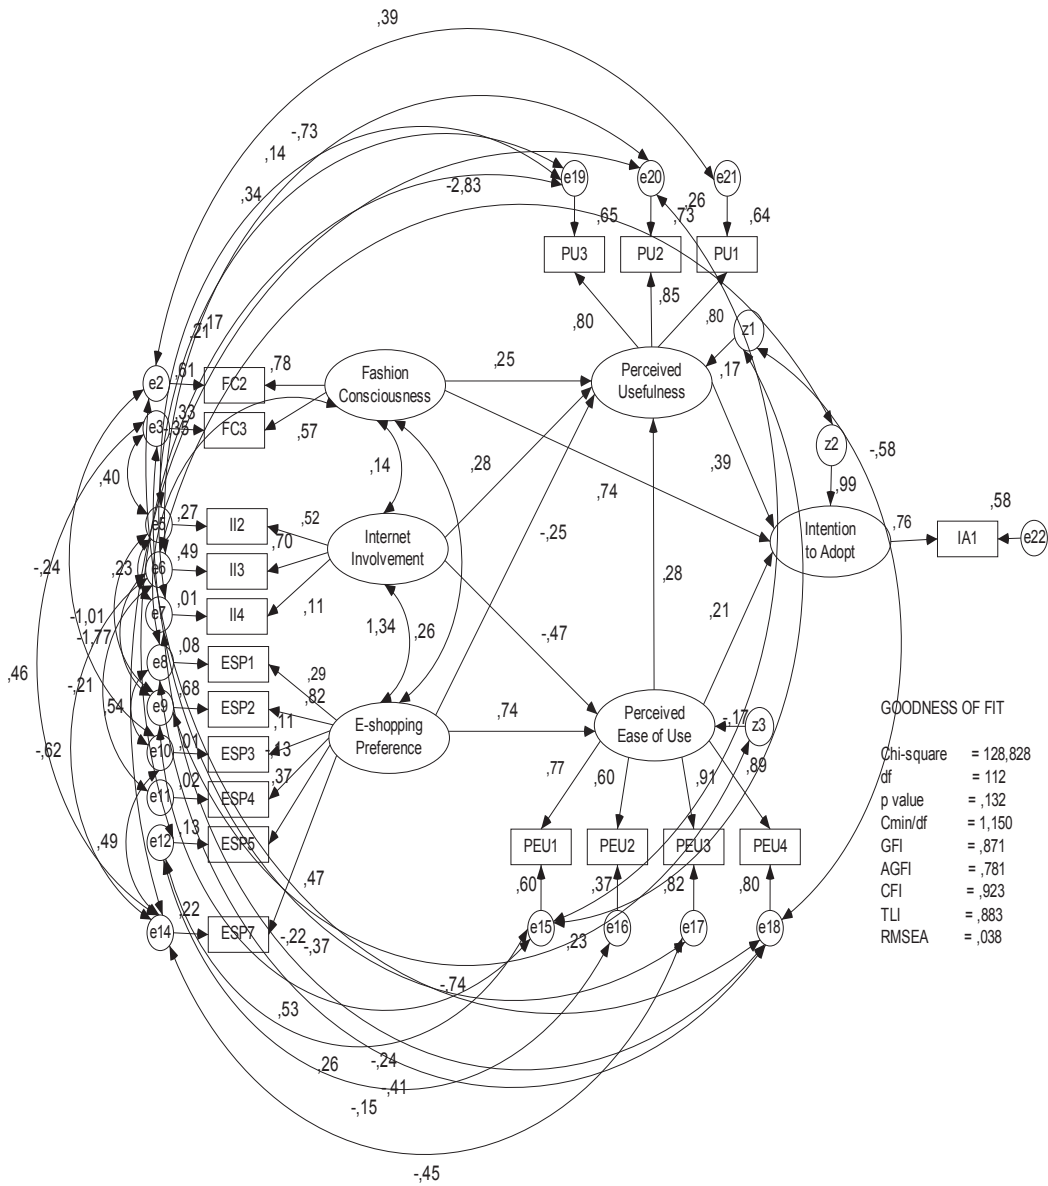 ,39
-,73
,14
,34
-2,83
e19
e20
e21
,26
,65
,73
,64
PU3
PU2
PU1
,85
,80
,80
z1
,17
,21
,17
,25
e2
,61
FC2
,78
Fashion
Consciousness
Perceived
Usefulness
e3
,33
,35
FC3
,57
z2
-,58
,40
,14
,28
,39
,74
,99
-,25
e5
,27
II2
,52
,70
Internet
Involvement
Intention
to Adopt
,76
IA1
,58
e22
e6
,49
II3
-,24
,23
,28
e7
,01
II4
,11
,21
-1,01
-1,77
1,34
,26
-,47
e8
,08
ESP1
,46
-,21
,29
e9
,68
ESP2
,82
,54
,11
E-shopping
Preference
,74
Perceived
Ease of Use
-,17
z3
GOODNESS OF FIT
-,62
e10
,01
ESP3
-,13
,37
,77
,60
,91
,89
Chi-square = 128,828
df = 112
p value = ,132
Cmin/df = 1,150
GFI = ,871
AGFI = ,781
CFI = ,923
TLI = ,883
RMSEA = ,038
e11
,02
ESP4
,49
e12
,13
ESP5
PEU1
PEU2
PEU3
PEU4
,47
,60
,37
,82
,80
e14
,22
ESP7
-,22
-,37
e15
e16
,23
e17
e18
-,74
,53
,26
-,24
-,41
-,15
-,45